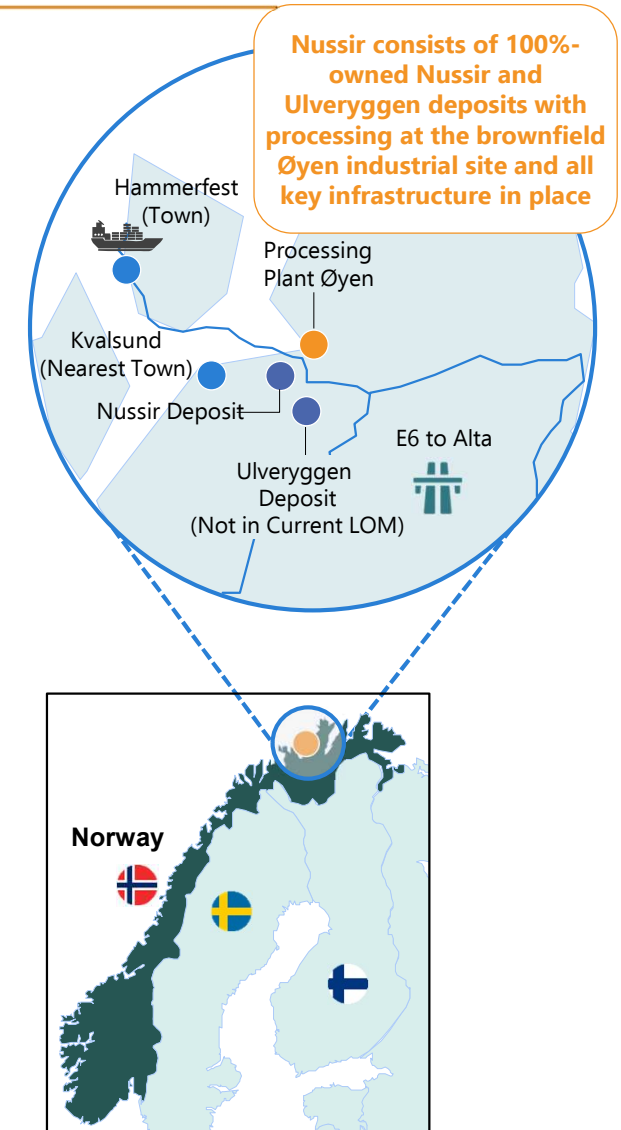 Nussir consists of 100%-
owned Nussir and
Ulveryggen deposits with
processing at the brownfield
Øyen industrial site and all
key infrastructure in place
Hammerfest
(Town)
Processing
Plant Øyen
Kvalsund
(Nearest Town)
Nussir Deposit
E6 to Alta
Ulveryggen
Deposit
(Not in Current LOM)
Norway